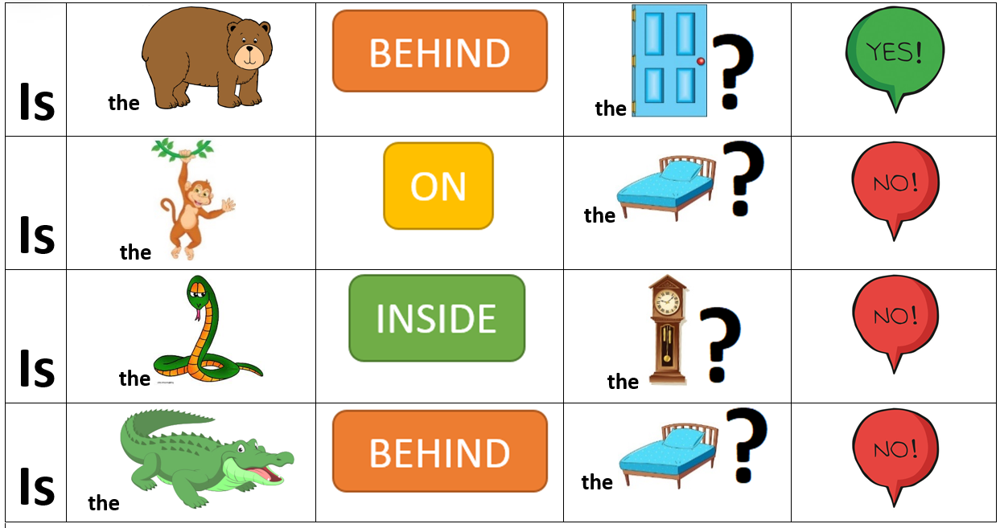 Is the BEHIND the ? YES!
Is the ON the ? NO!
Is the INSIDE the ? NO!
Is the BEHIND the ? NO!